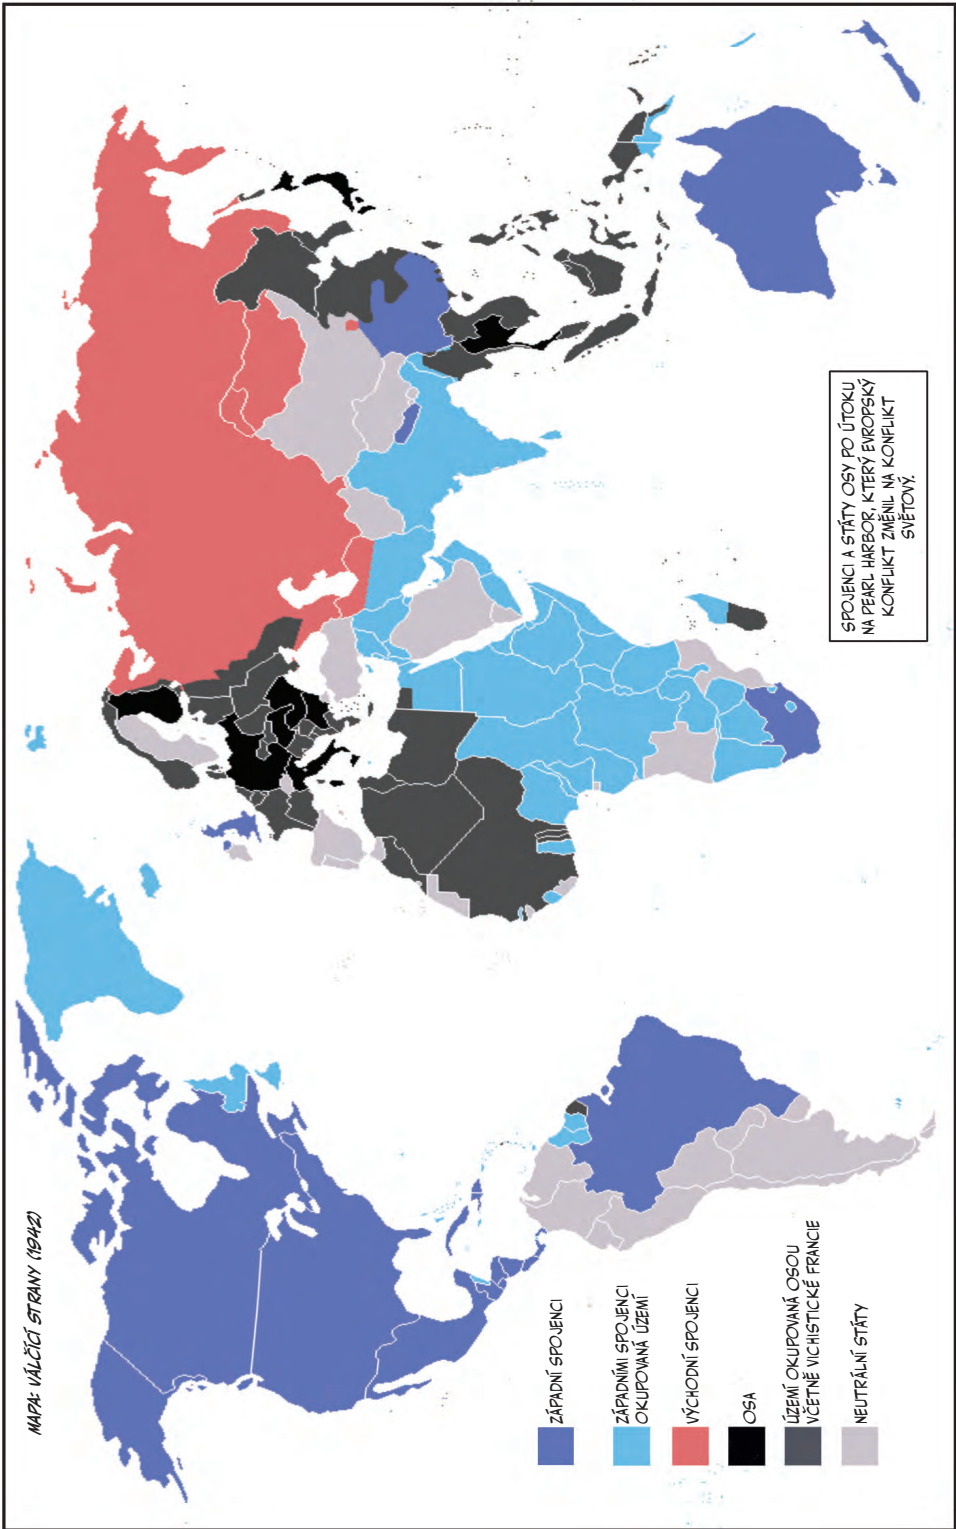 MAPA: VÁLČÍCÍ STRANY (1942)
ZÁPADNÍ SPOJENCI
ZÁPADNÍMI SPOJENCI
OKUPOVANÁ ÚZEMÍ
VÝCHODNÍ SPOJENCI
OSA
ÚZEMÍ OKUPOVANÁ OSOU
VČETNĚ VICHISTICKÉ FRANCIE
NEUTRÁLNÍ STÁTY
SPOJENCI A STÁTY OSY PO ÚTOKU
NA PEARL HARBOR, KTERÝ EVROPSKÝ
KONFLIKT ZMĚNIL NA KONFLIKT
SVĚTOVÝ.